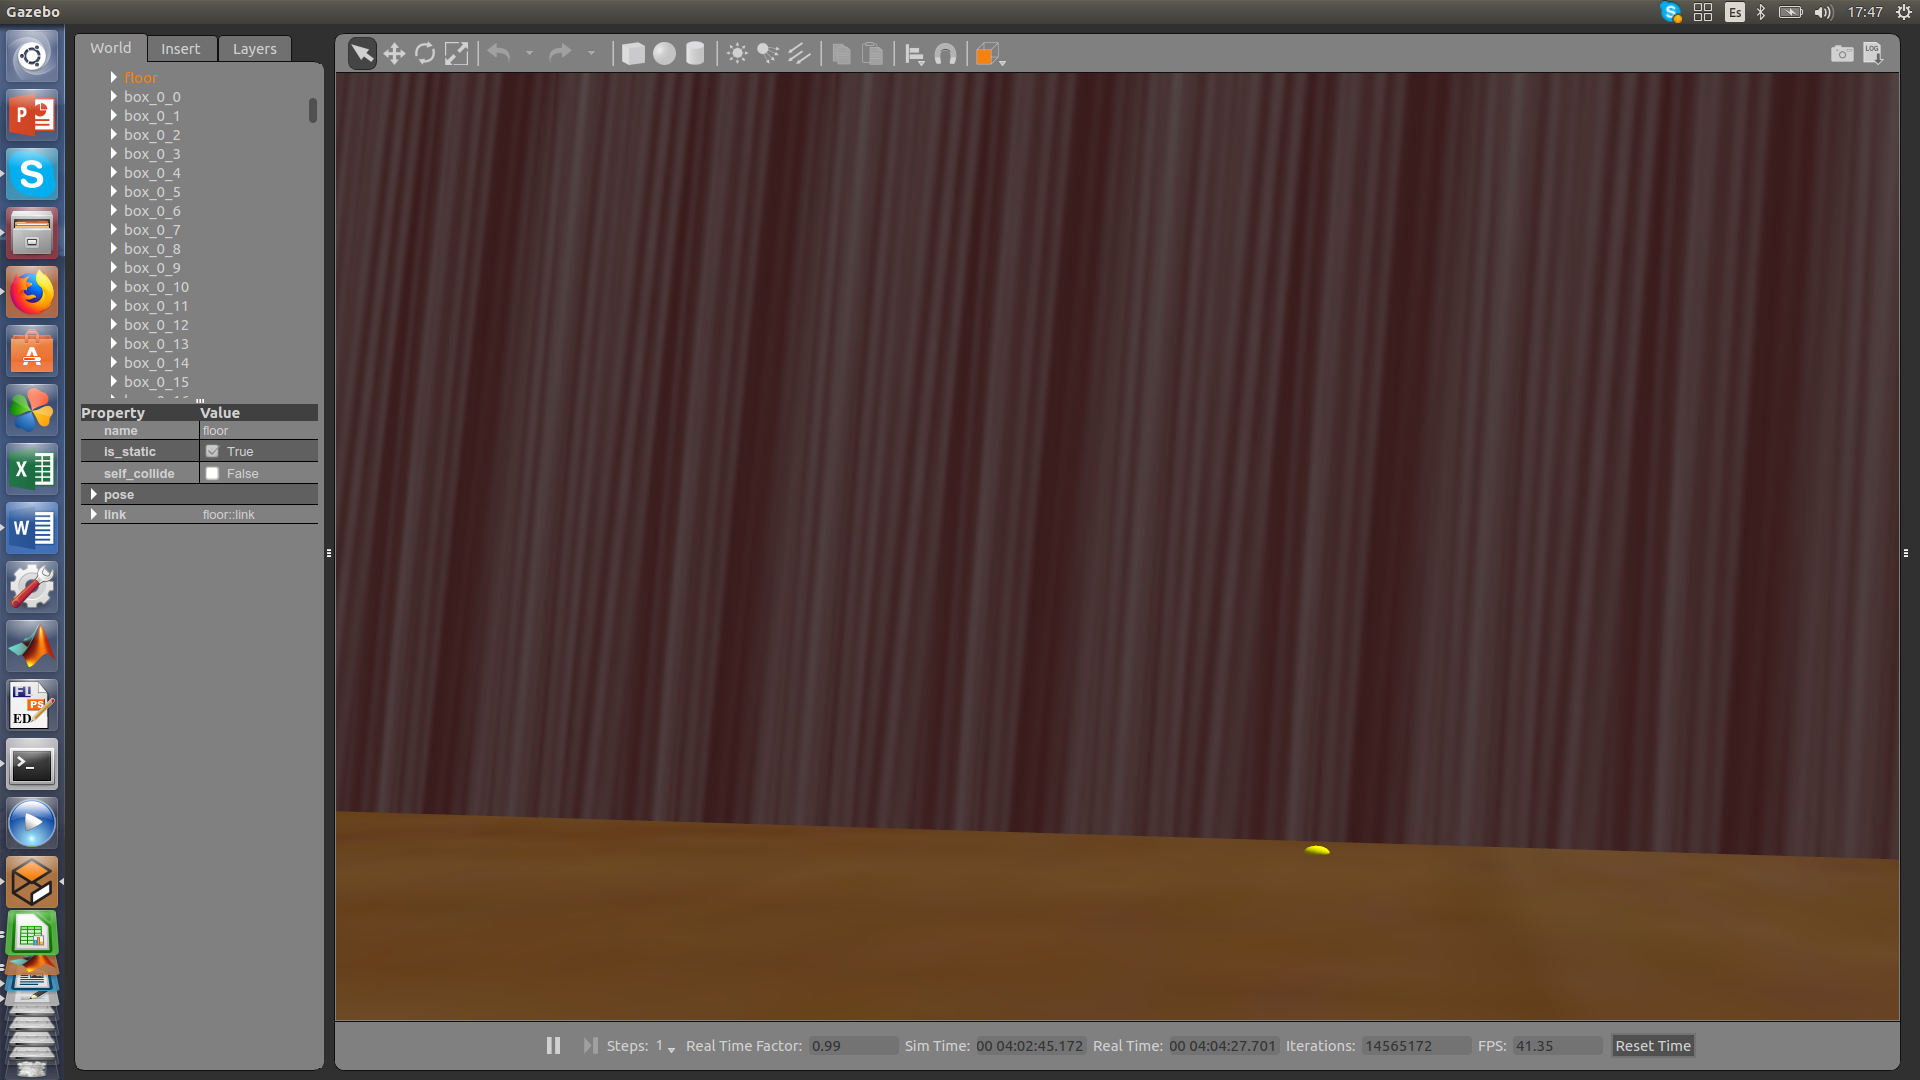 Gazebo
Es
17:47
World
Insert
Layers
LOG
floor
box_0_0
box_0_1
box_0_2
box_0_3
box_0_4
box_0_5
box_0_6
box_0_7
box_0_8
box_0_9
box_0_10
box_0_11
box_0_12
box_0_13
box_0_14
box_0_15
Property Value
name floor
is_static True
self_collide False
pose
link floor::link
Steps: 1 Real Time Factor: 0.99 Sim Time: 00 04:02:45.172 Real Time: 00 04:04:27.701 Iterations: 14565172 FPS: 41.35 Reset Time